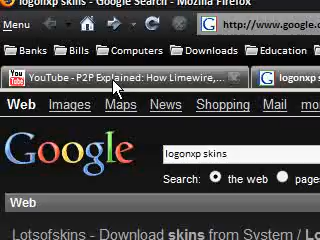 logonxp skins - Google Search - Mozilla Firefox
http://www.google.c
Banks Bills Computers Downloads Education
YouTube - P2P Explained: How Limewire,... logonxp
Web Images Maps News Shopping Mail mo
Google logonxp skins
Search: the web pages
Web
Lotsofskins - Download skins from System / Lo